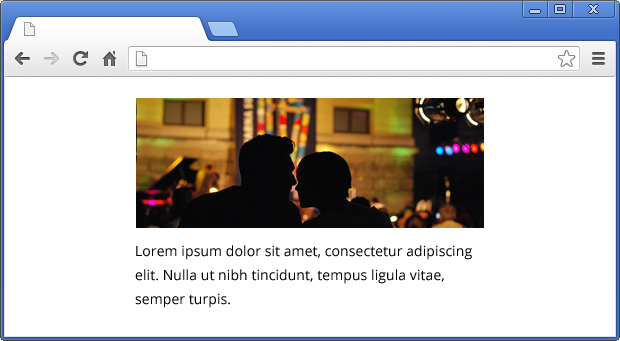 Lorem ipsum dolor sit amet, consectetur adipiscing
elit. Nulla ut nibh tincidunt, tempus ligula vitae,
semper turpis.